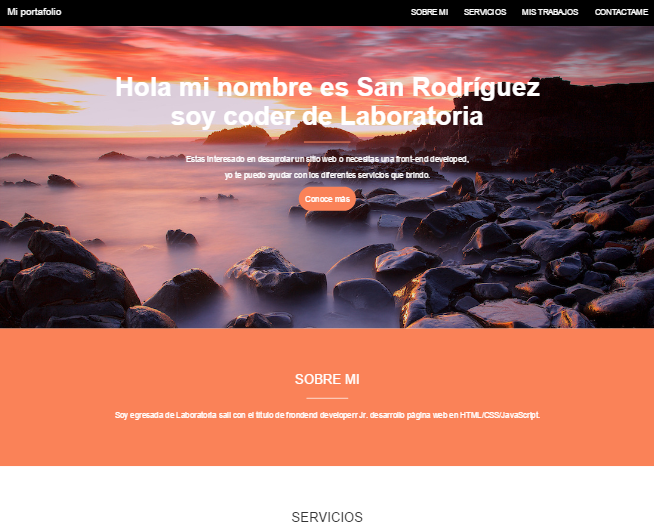 Mi portafolio
SOBRE MI SERVICIOS MIS TRABAJOS CONTACTAME
Hola mi nombre es San Rodríguez
soy coder de Laboratoria
Estas interesado en desarrolar un sitio web o necesitas una front-end developed,
yo te puedo ayudar con los diferentes servicios que brindo.
Conoce más
SOBRE MI
Soy egresada de Laboratoria sali con el titulo de frondend developerr Jr. desarrollo página web en HTML/CSS/JavaScript.
SERVICIOS